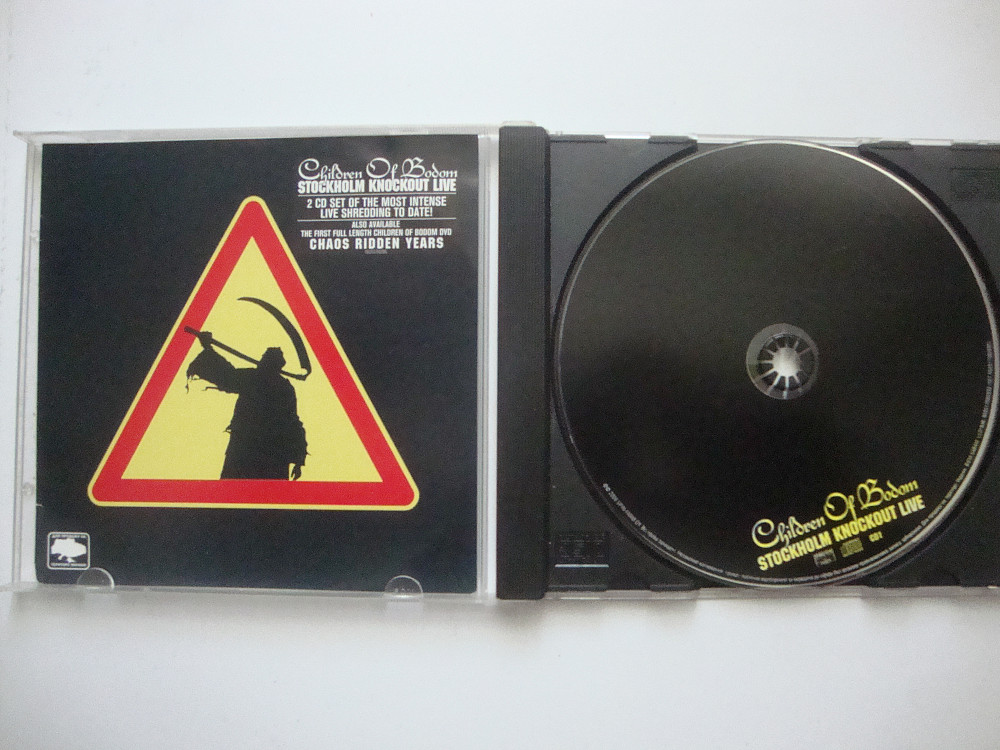 Children Of Bodom
STOCKHOLM KNOCKOUT LIVE
2 CD SET OF THE MOST INTENSE
LIVE SHREDDING TO DATE!
ALSO AVAILABLE
THE FIRST FULL LENGTH CHILDREN OF BODOM DVD
CHAOS RIDDEN YEARS
Children Of Bodom
STOCKHOLM KNOCKOUT LIVE
CD1